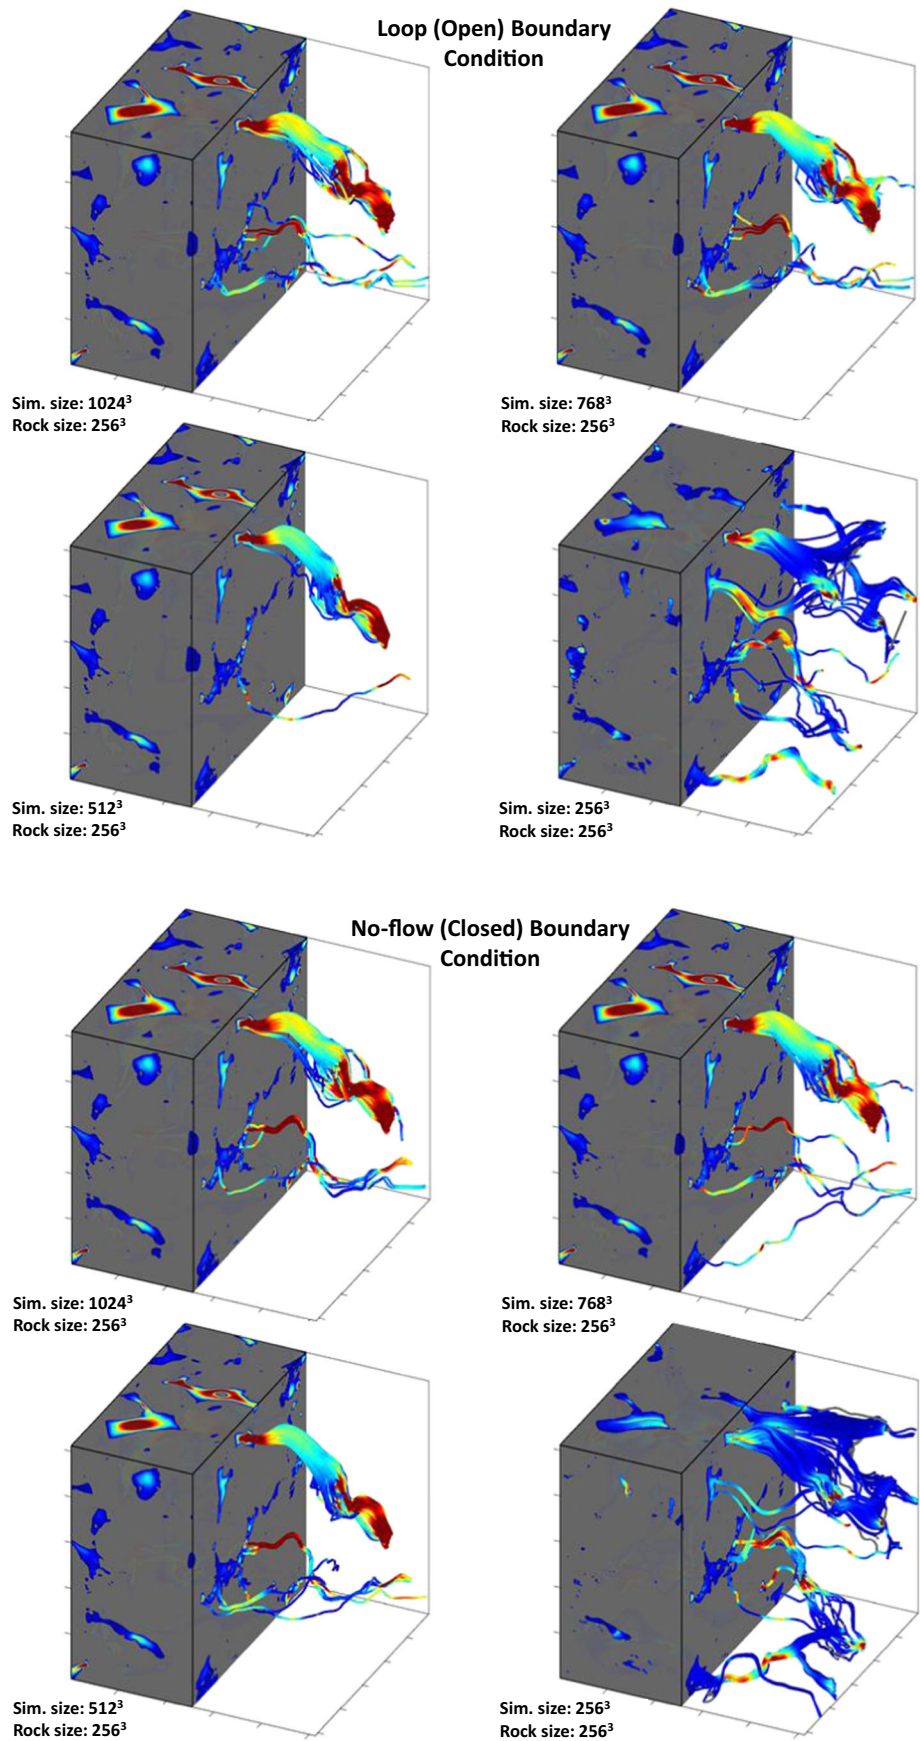 Loop (Open) Boundary
Condition
Sim. size: 1024³
Rock size: 256³
Sim. size: 768³
Rock size: 256³
Sim. size: 512³
Rock size: 256³
Sim. size: 256³
Rock size: 256³
No-flow (Closed) Boundary
Condition
Sim. size: 1024³
Rock size: 256³
Sim. size: 768³
Rock size: 256³
Sim. size: 512³
Rock size: 256³
Sim. size: 256³
Rock size: 256³